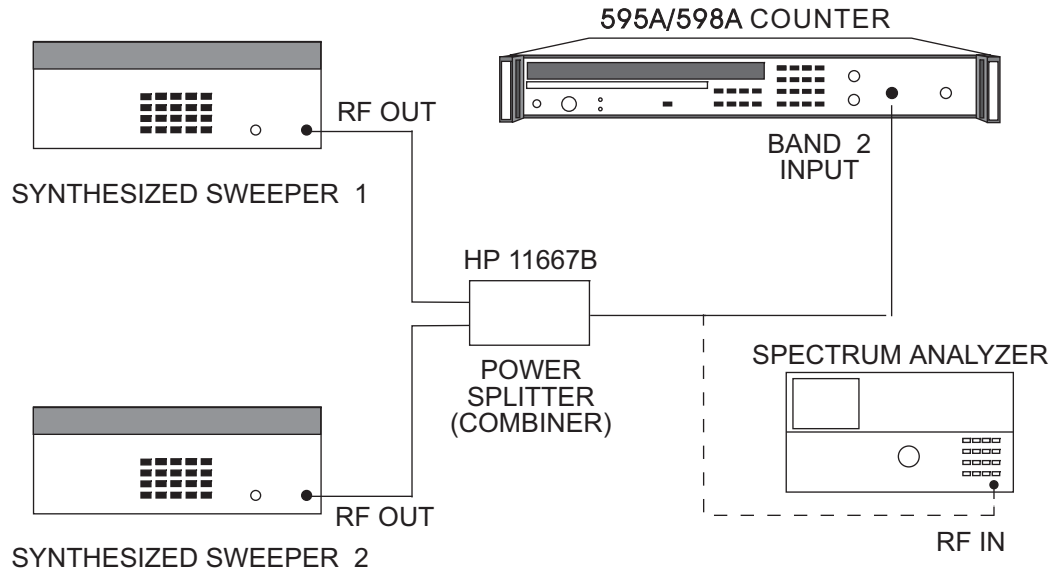 595A/598A COUNTER
RF OUT
BAND 2
INPUT
SYNTHESIZED SWEEPER 1
HP 11667B
POWER
SPLITTER
(COMBINER)
SPECTRUM ANALYZER
RF OUT
RF IN
SYNTHESIZED SWEEPER 2